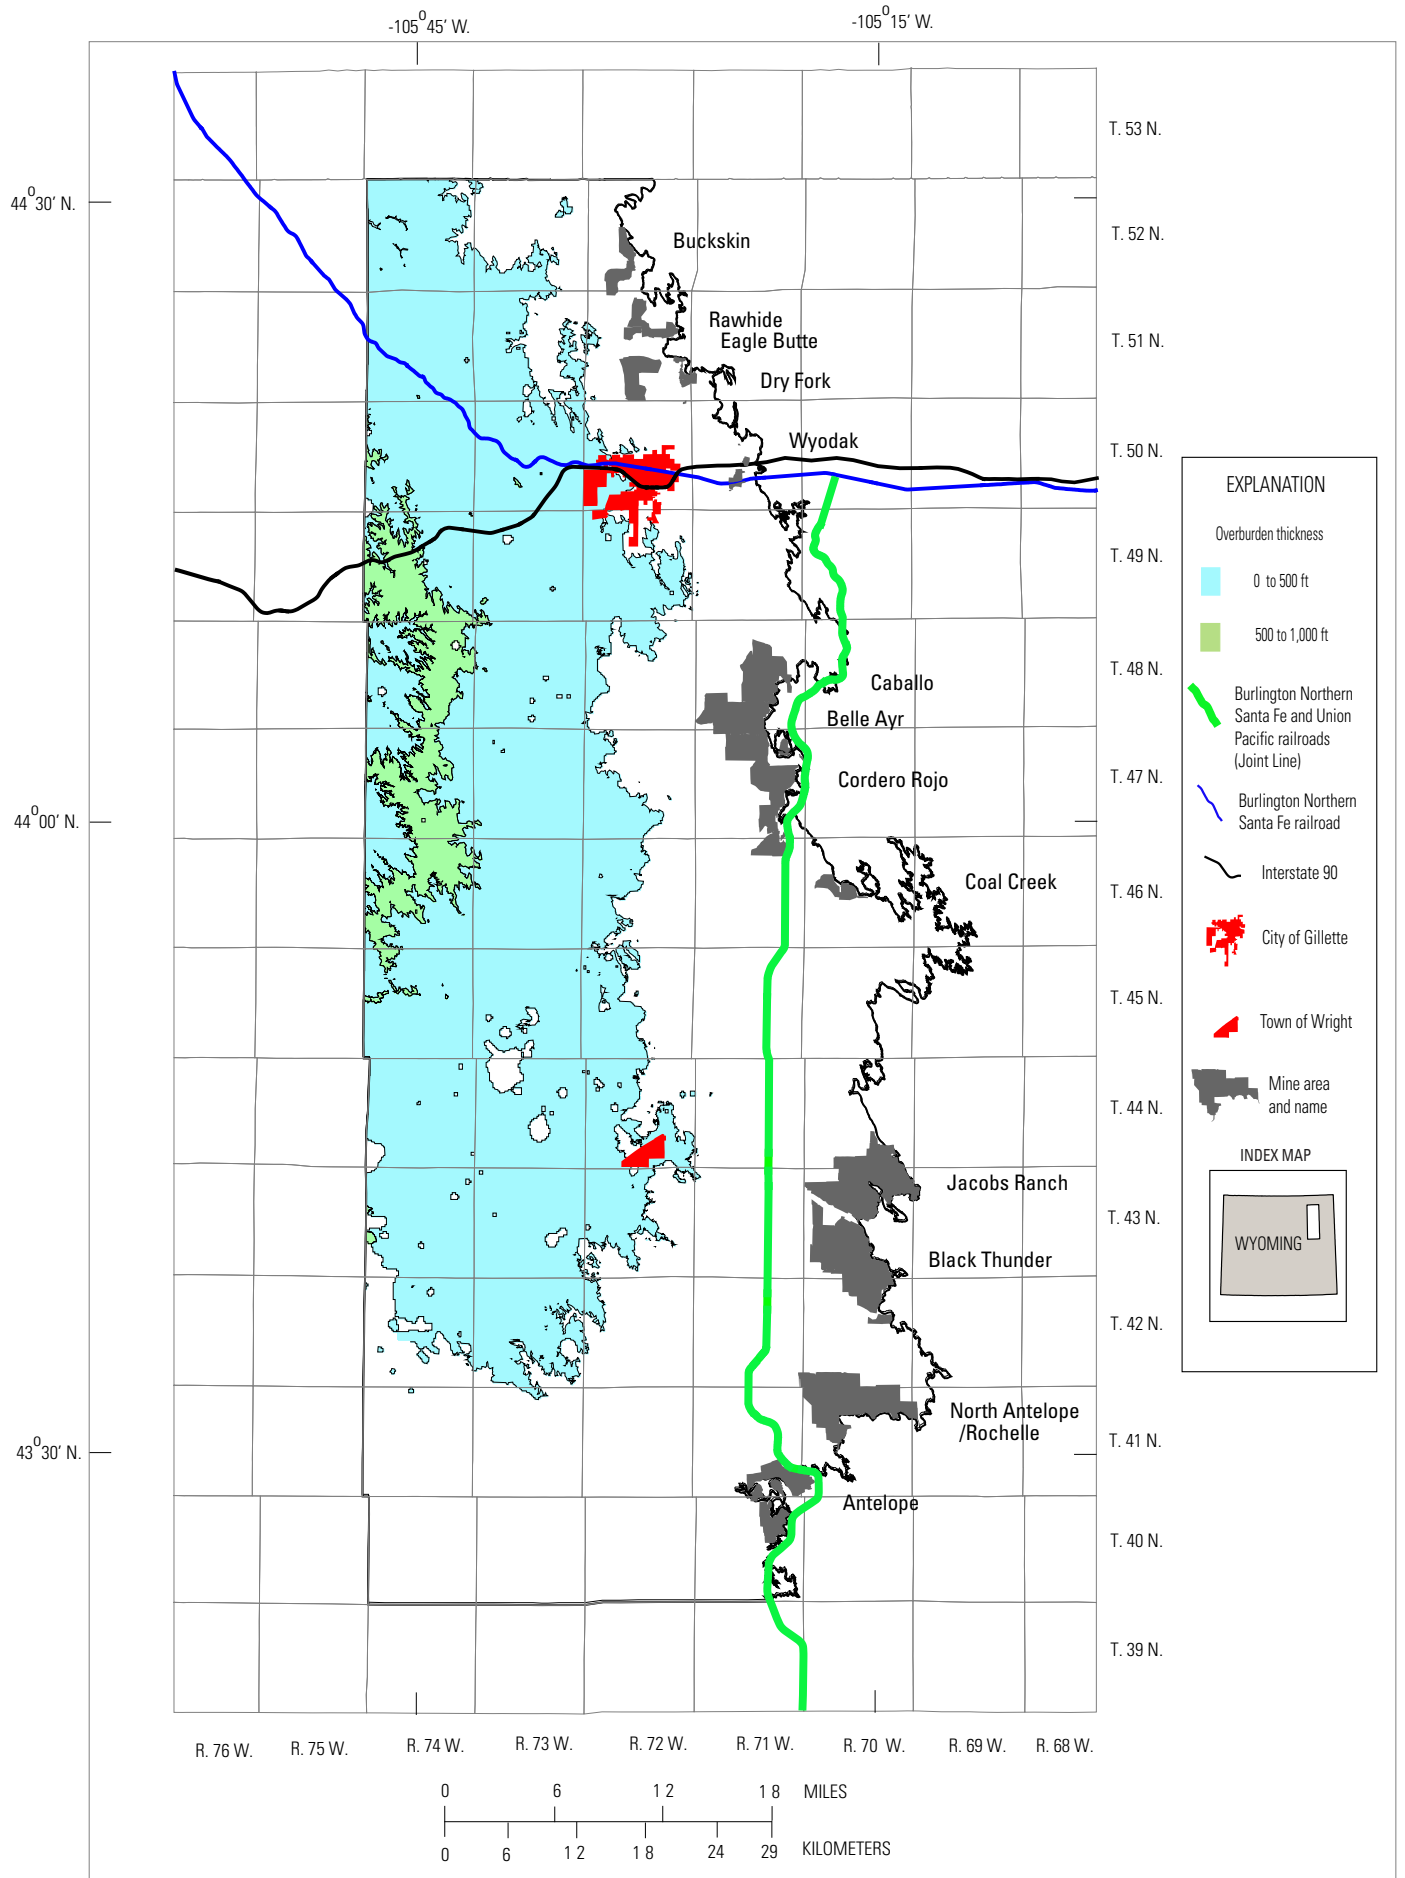 -105° 45' W.
-105° 15' W.
44° 30' N.
44° 00' N.
43° 30' N.
T. 53 N.
T. 52 N.
T. 51 N.
T. 50 N.
T. 49 N.
T. 48 N.
T. 47 N.
T. 46 N.
T. 45 N.
T. 44 N.
T. 43 N.
T. 42 N.
T. 41 N.
T. 40 N.
T. 39 N.
Buckskin
Rawhide
Eagle Butte
Dry Fork
Wyodak
Caballo
Belle Ayr
Cordero Rojo
Coal Creek
Jacobs Ranch
Black Thunder
North Antelope
/Rochelle
Antelope
R. 76 W.
R. 75 W.
R. 74 W.
R. 73 W.
R. 72 W.
R. 71 W.
R. 70 W.
R. 69 W.
R. 68 W.
0 6 12 18 MILES
0 6 12 18 24 29 KILOMETERS
EXPLANATION
Overburden thickness
0 to 500 ft
500 to 1,000 ft
Burlington Northern
Santa Fe and Union
Pacific railroads
(Joint Line)
Burlington Northern
Santa Fe railroad
Interstate 90
City of Gillette
Town of Wright
Mine area
and name
INDEX MAP
WYOMING